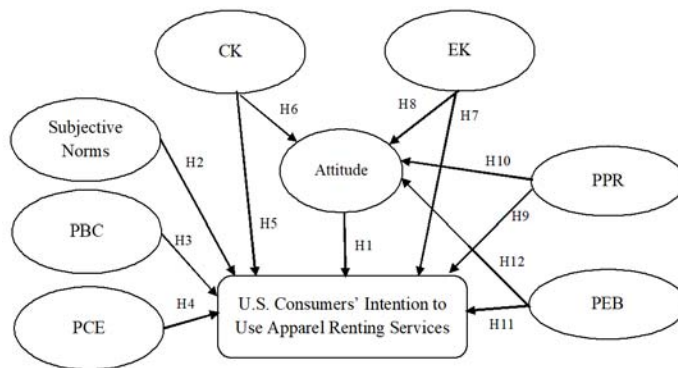 CK
EK
H6
H8
H7
Subjective
Norms
H2
Attitude
H10
PPR
H9
PBC
H3
H5
H1
H12
U.S. Consumers’ Intention to
Use Apparel Renting Services
H4
PCE
H11
PEB